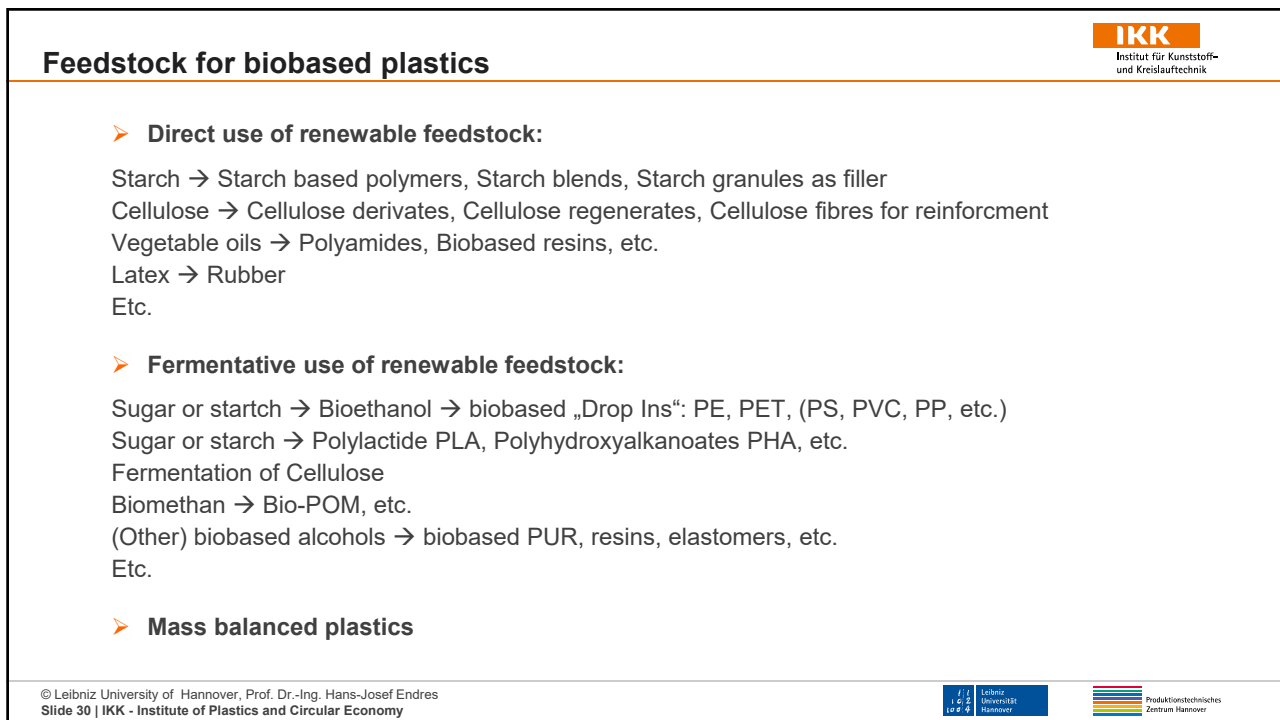 Feedstock for biobased plastics
IKK
Institut für Kunststoff-
und Kreislauftechnik
➢ Direct use of renewable feedstock:
Starch → Starch based polymers, Starch blends, Starch granules as filler
Cellulose → Cellulose derivates, Cellulose regenerates, Cellulose fibres for reinforcment
Vegetable oils → Polyamides, Biobased resins, etc.
Latex → Rubber
Etc.
➢ Fermentative use of renewable feedstock:
Sugar or startch → Bioethanol → biobased „Drop Ins“: PE, PET, (PS, PVC, PP, etc.)
Sugar or starch → Polylactide PLA, Polyhydroxyalkanoates PHA, etc.
Fermentation of Cellulose
Biomethan → Bio-POM, etc.
(Other) biobased alcohols → biobased PUR, resins, elastomers, etc.
Etc.
➢ Mass balanced plastics
© Leibniz University of Hannover, Prof. Dr.-Ing. Hans-Josef Endres
Slide 30 | IKK - Institute of Plastics and Circular Economy
Leibniz
Universität
Hannover
Produktionstechnisches
Zentrum Hannover